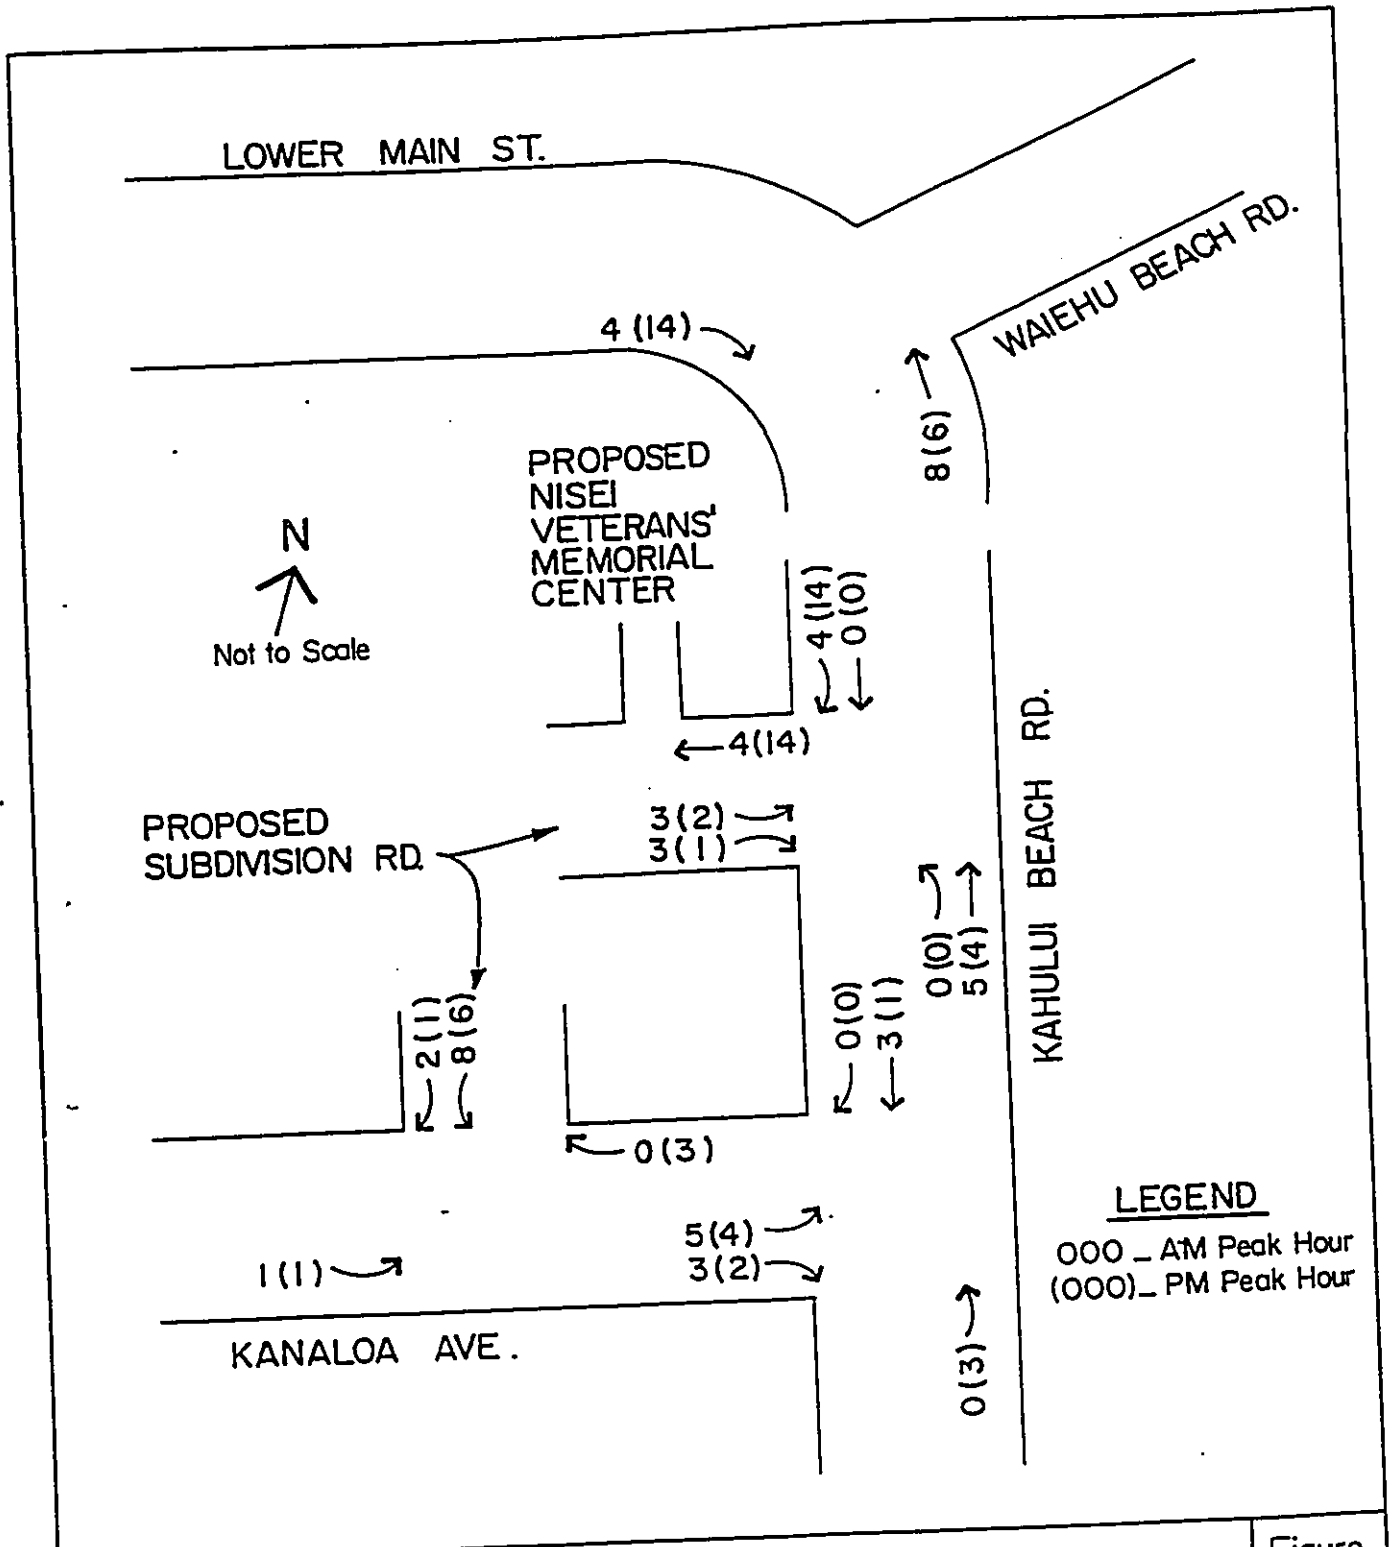 LOWER MAIN ST.
WAIEHU BEACH RD.
4 (14)
8 (6)
PROPOSED
NISEI
VETERANS'
MEMORIAL
CENTER
N
Not to Scale
4 (14)
0 (0)
4(14)
KAHULUI BEACH RD.
3(2)
3(1)
PROPOSED
SUBDIVISION RD.
0 (0)
5(4)
2 (1)
8 (6)
0 (0)
3 (1)
0(3)
LEGEND
000 - AM Peak Hour
(000)- PM Peak Hour
5(4)
3(2)
1 (1)
KANALOA AVE.
0(3)
Figure